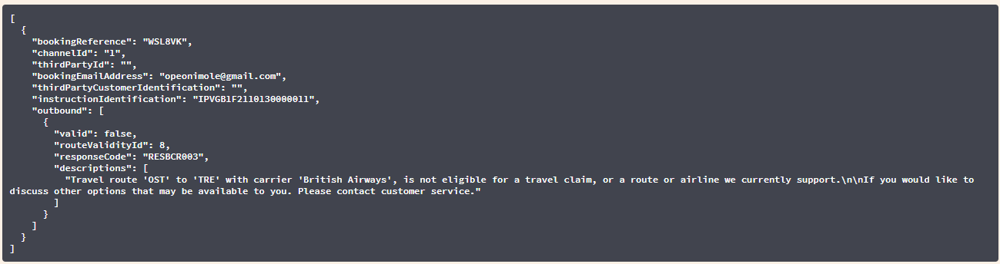 [
  {
    "bookingReference": "WSL8VK",
    "channelId": "1",
    "thirdPartyId": "",
    "bookingEmailAddress": "opeonimole@gmail.com",
    "thirdPartyCustomerIdentification": "",
    "instructionIdentification": "IPVGB1F2110130000011",
    "outbound": [
      {
        "valid": false,
        "routeValidityId": 8,
        "responseCode": "RESBCR003",
        "descriptions": [
          "Travel route 'OST' to 'TRE' with carrier 'British Airways', is not eligible for a travel claim, or a route or airline we currently support.\n\nIf you would like to
discuss other options that may be available to you. Please contact customer service."
        ]
      }
    ]
  }
]